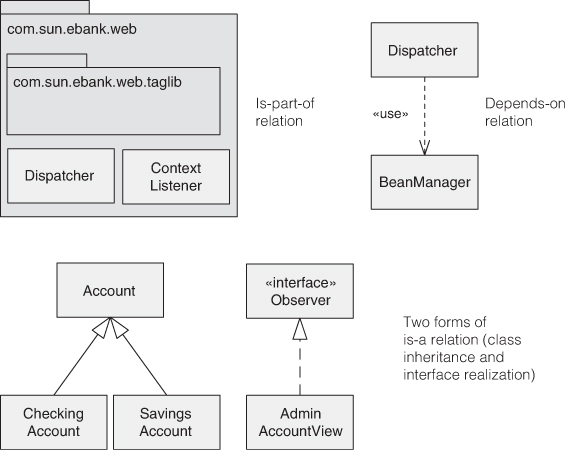 com.sun.ebank.web
com.sun.ebank.web.taglib
Dispatcher
Context
Listener
Is-part-of
relation
Dispatcher
«use»
BeanManager
Depends-on
relation
Account
Checking
Account
Savings
Account
«interface»
Observer
Admin
AccountView
Two forms of
is-a relation (class
inheritance and
interface realization)